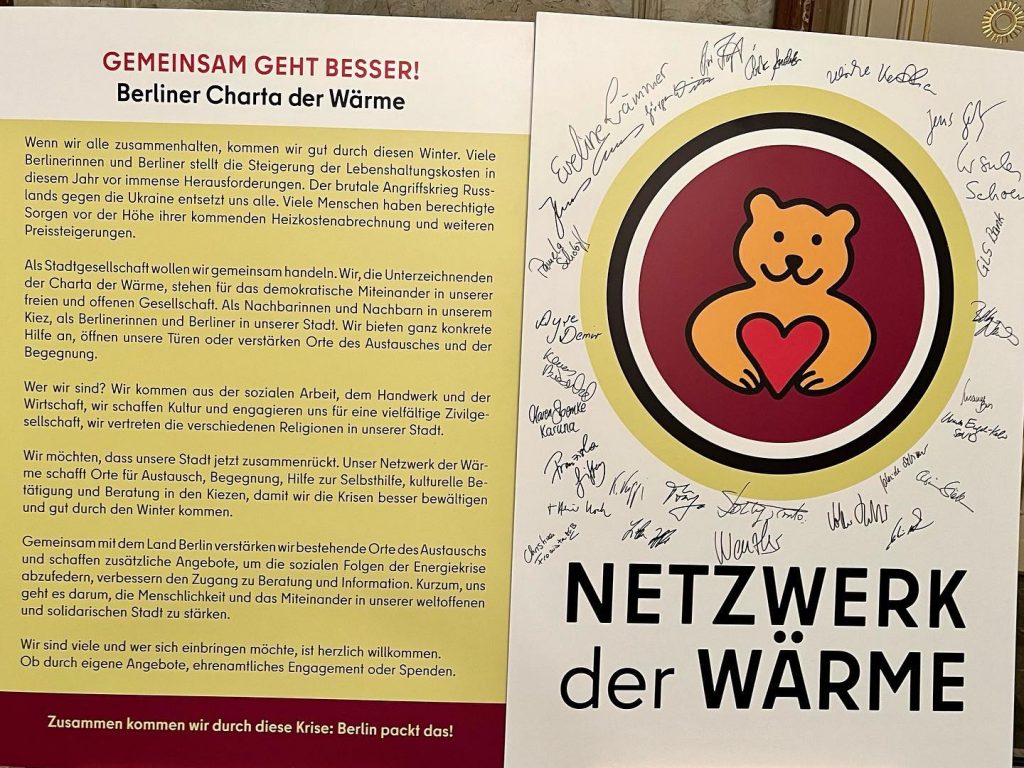 GEMEINSAM GEHT BESSER!
Berliner Charta der Wärme
Wenn wir alle zusammenhalten, kommen wir gut durch diesen Winter. Viele
Berlinerinnen und Berliner stellt die Steigerung der Lebenshaltungskosten in
diesem Jahr vor immense Herausforderungen. Der brutale Angriffskrieg Russ-
lands gegen die Ukraine entsetzt uns alle. Viele Menschen haben berechtigte
Sorgen vor der Höhe ihrer kommenden Heizkostenabrechnung und weiteren
Preissteigerungen.
Als Stadtgesellschaft wollen wir gemeinsam handeln. Wir, die Unterzeichnenden
der Charta der Wärme, stehen für das demokratische Miteinander in unserer
freien und offenen Gesellschaft. Als Nachbarinnen und Nachbarn in unserem
Kiez, als Berlinerinnen und Berliner in unserer Stadt. Wir bieten ganz konkrete
Hilfe an, öffnen unsere Türen oder verstärken Orte des Austausches und der
Begegnung.
Wer wir sind? Wir kommen aus der sozialen Arbeit, dem Handwerk und der
Wirtschaft, wir schaffen Kultur und engagieren uns für eine vielfältige Zivilge-
sellschaft, wir vertreten die verschiedenen Religionen in unserer Stadt.
Wir möchten, dass unsere Stadt jetzt zusammenrückt. Unser Netzwerk der Wär-
me schafft Orte für Austausch, Begegnung, Hilfe zur Selbsthilfe, kulturelle Be-
tätigung und Beratung in den Kiezen, damit wir die Krisen besser bewältigen
und gut durch den Winter kommen.
Gemeinsam mit dem Land Berlin verstärken wir bestehende Orte des Austauschs
und schaffen zusätzliche Angebote, um die sozialen Folgen der Energiekrise
abzufedern, verbessern den Zugang zu Beratung und Information. Kurzum, uns
geht es darum, die Menschlichkeit und das Miteinander in unserer weltoffenen
und solidarischen Stadt zu stärken.
Wir sind viele und wer sich einbringen möchte, ist herzlich willkommen.
Ob durch eigene Angebote, ehrenamtliches Engagement oder Spenden.
Zusammen kommen wir durch diese Krise: Berlin packt das!
Eveline Krämmer
Jens
Ursula
GLS Bank
Karuna
Franziska
Giffey
Christina
NETZWERK
der WÄRME